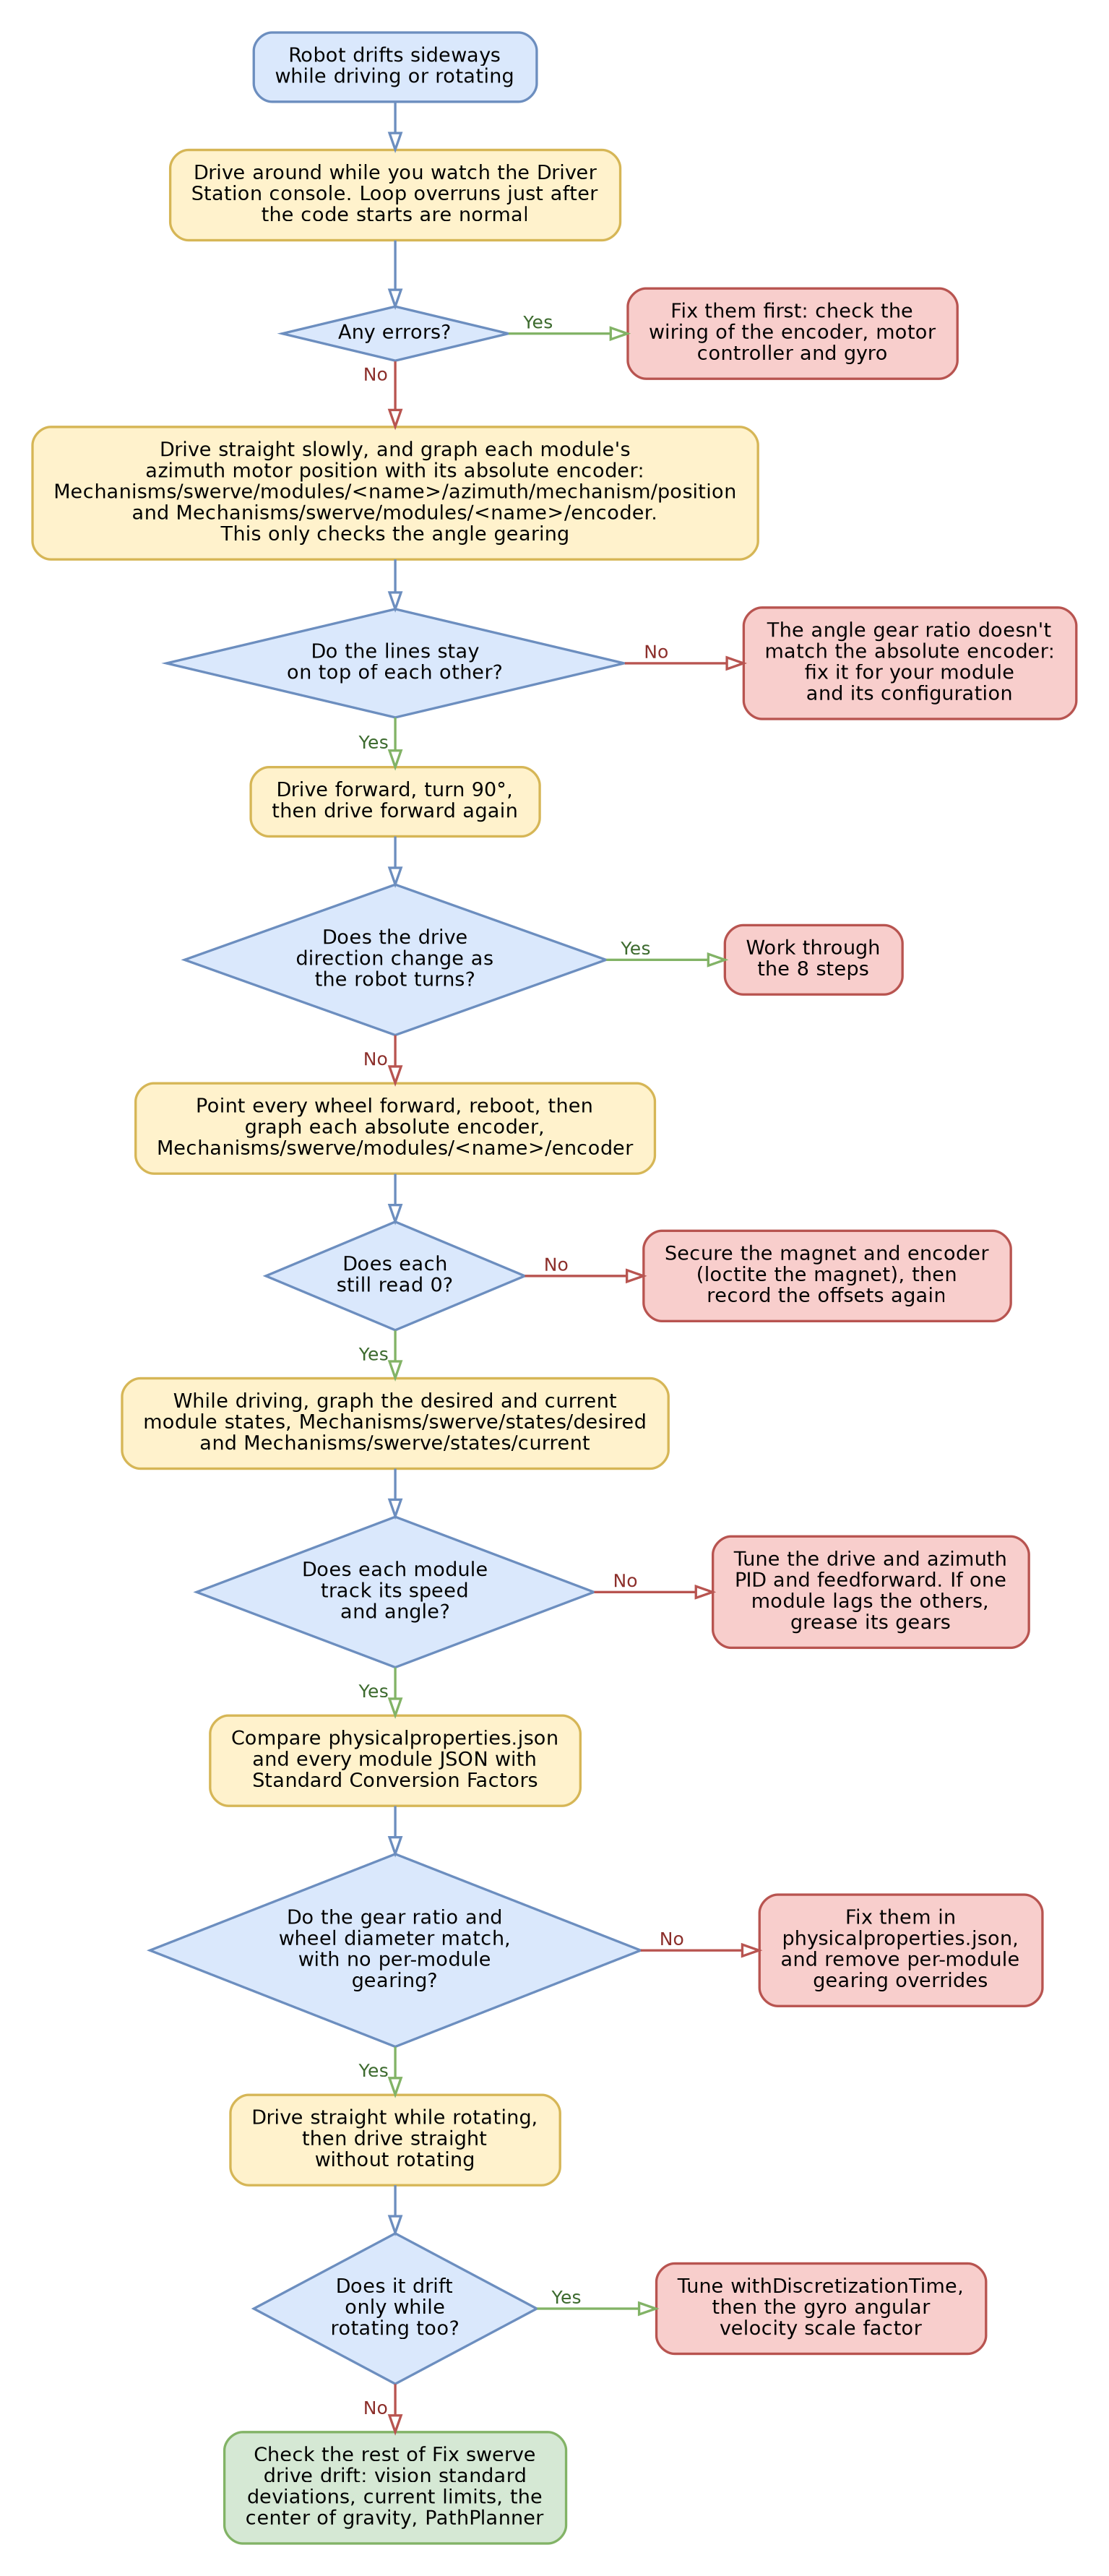 Robot drifts sideways
while driving or rotating
Drive around while you watch the Driver
Station console. Loop overruns just after
the code starts are normal
Any errors?
Yes
Fix them first: check the
wiring of the encoder, motor
controller and gyro
No
Drive straight slowly, and graph each module's
azimuth motor position with its absolute encoder:
Mechanisms/swerve/modules/<name>/azimuth/mechanism/position
and Mechanisms/swerve/modules/<name>/encoder.
This only checks the angle gearing
Do the lines stay
on top of each other?
No
The angle gear ratio doesn't
match the absolute encoder:
fix it for your module
and its configuration
Yes
Drive forward, turn 90°,
then drive forward again
Does the drive
direction change as
the robot turns?
Yes
Work through
the 8 steps
No
Point every wheel forward, reboot, then
graph each absolute encoder,
Mechanisms/swerve/modules/<name>/encoder
Does each
still read 0?
No
Secure the magnet and encoder
(loctite the magnet), then
record the offsets again
Yes
While driving, graph the desired and current
module states, Mechanisms/swerve/states/desired
and Mechanisms/swerve/states/current
Does each module
track its speed
and angle?
No
Tune the drive and azimuth
PID and feedforward. If one
module lags the others,
grease its gears
Yes
Compare physicalproperties.json
and every module JSON with
Standard Conversion Factors
Do the gear ratio and
wheel diameter match,
with no per-module
gearing?
No
Fix them in
physicalproperties.json,
and remove per-module
gearing overrides
Yes
Drive straight while rotating,
then drive straight
without rotating
Does it drift
only while
rotating too?
Yes
Tune withDiscretizationTime,
then the gyro angular
velocity scale factor
No
Check the rest of Fix swerve
drive drift: vision standard
deviations, current limits, the
center of gravity, PathPlanner